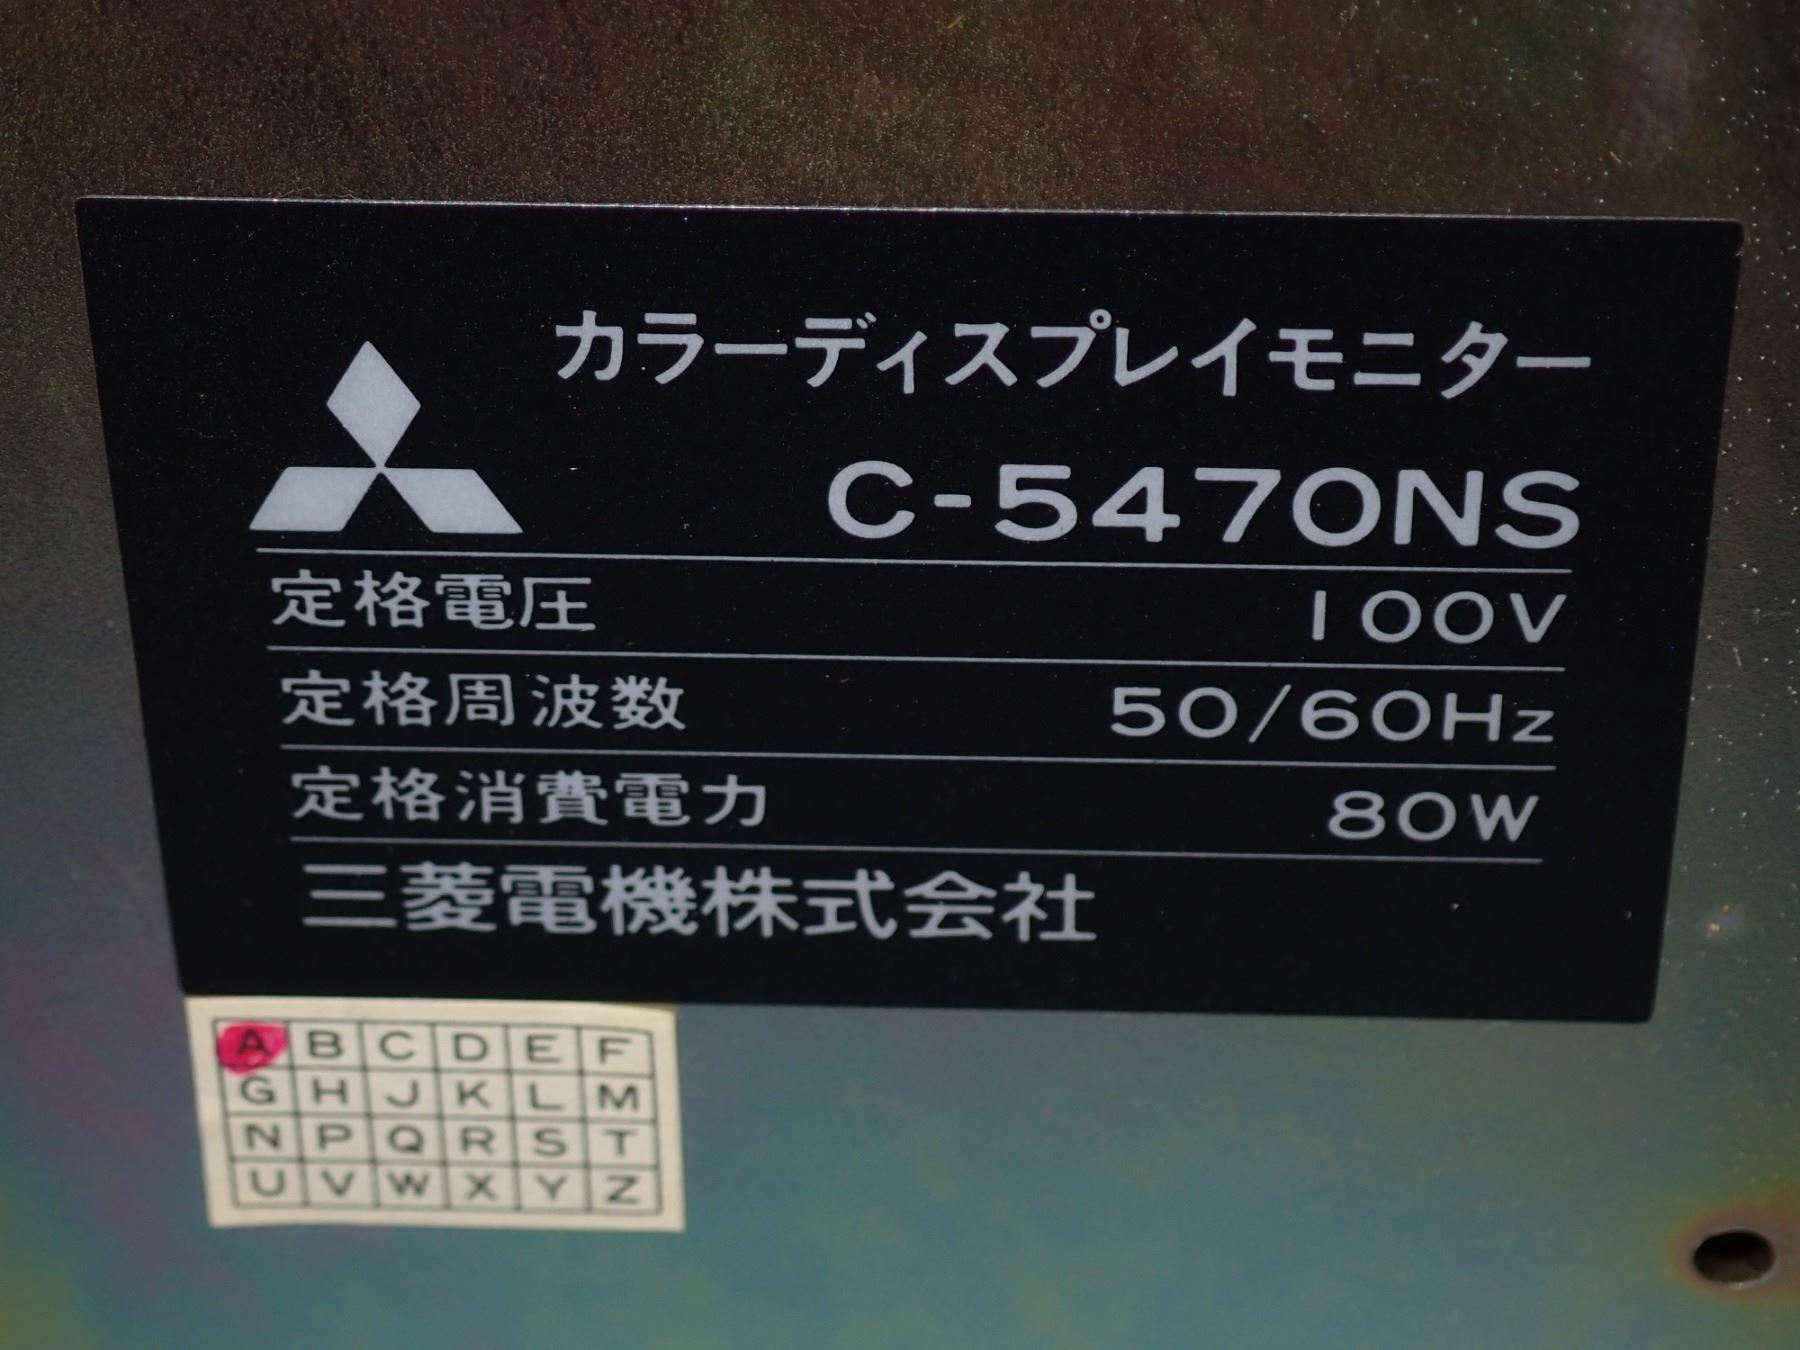 カラーディスプレイモニター
C-5470NS
定格電圧 100V
定格周波数 50/60Hz
定格消費電力 80W
三菱電機株式会社
A B C D E F
G H J K L M
N P Q R S T
U V W X Y Z